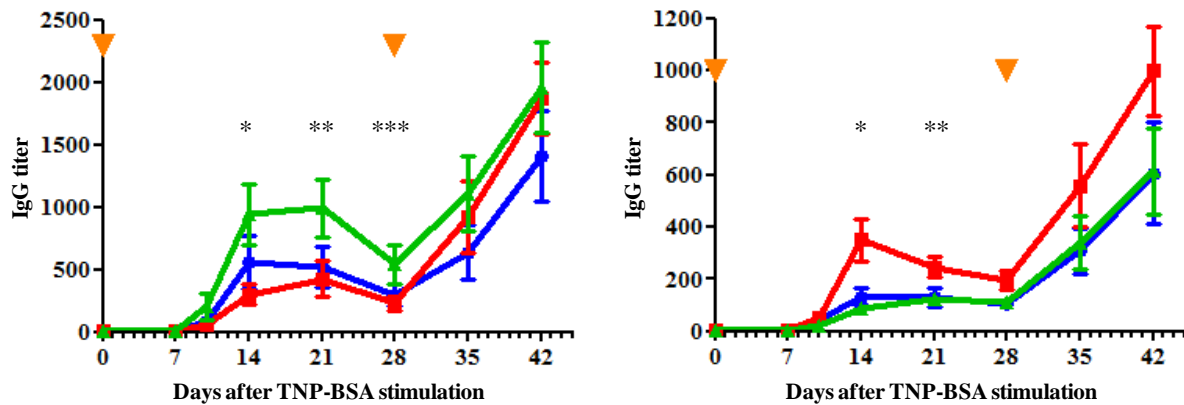 2500
2000
1500
1000
500
0
IgG titer
* ** ***
0 7 14 21 28 35 42
Days after TNP-BSA stimulation
1200
1000
800
600
400
200
0
IgG titer
* **
0 7 14 21 28 35 42
Days after TNP-BSA stimulation